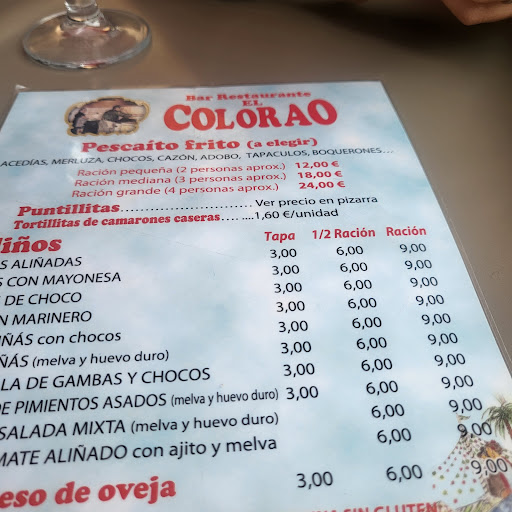 Bar Restaurante
EL
COLORAO
Pescaito frito (a elegir)
ACEDÍAS, MERLUZA, CHOCOS, CAZÓN, ADOBO, TAPACULOS, BOQUERONES...
Ración pequeña (2 personas aprox.) 12,00 €
Ración mediana (3 personas aprox.) 18,00 €
Ración grande (4 personas aprox.) 24,00 €
Puntillitas........................... Ver precio en pizarra
Tortillitas de camarones caseras........1,60 €/unidad
liños Tapa 1/2 Ración Ración
S ALIÑADAS 3,00 6,00 9,00
S CON MAYONESA 3,00 6,00 9,00
S DE CHOCO 3,00 6,00 9,00
N MARINERO 3,00 6,00 9,00
IÑÁS con chocos 3,00 6,00 9,00
ÑÁS (melva y huevo duro) 3,00 6,00 9,00
LA DE GAMBAS Y CHOCOS 3,00 6,00 9,00
DE PIMIENTOS ASADOS (melva y huevo duro) 3,00 6,00 9,00
SALADA MIXTA (melva y huevo duro) 6,00 9,00
MATE ALIÑADO con ajito y melva 6,00 9,00
eso de oveja 3,00 6,00 9,00
SIN GLUTEN